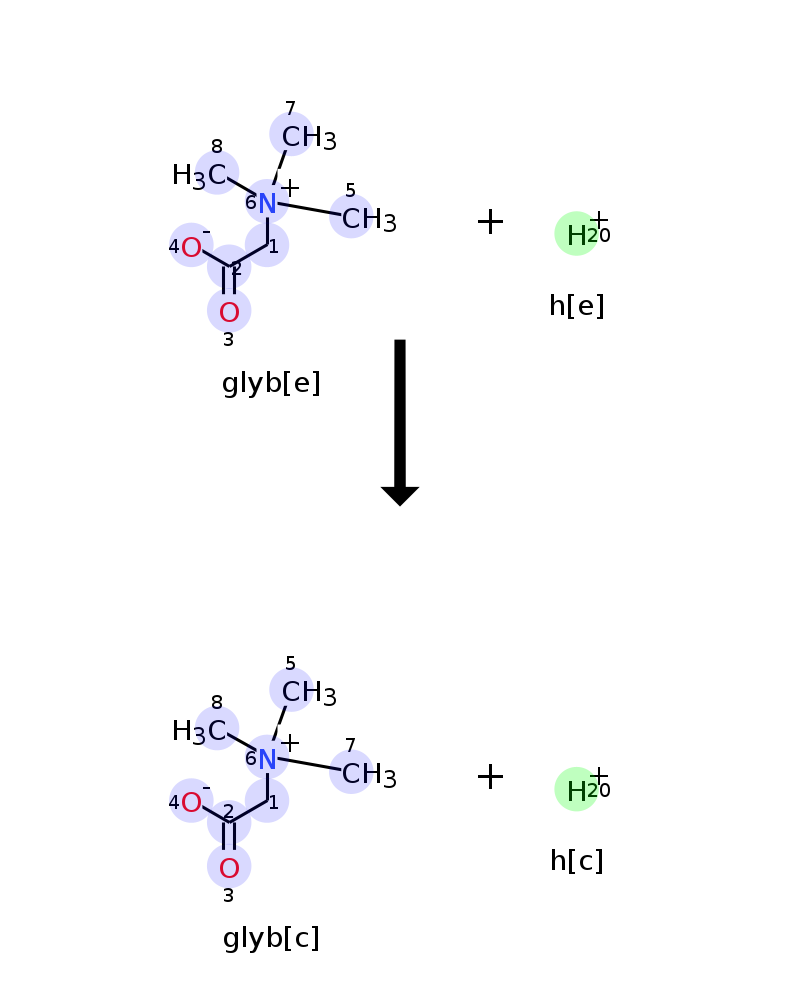 7
CH3
8
H3C
5
6N+
CH3
+
H20+
4O-
2
1
O
3
h[e]
glyb[e]
5
CH3
8
H3C
7
6N+
CH3
+
H20+
4O-
2
1
O
3
h[c]
glyb[c]